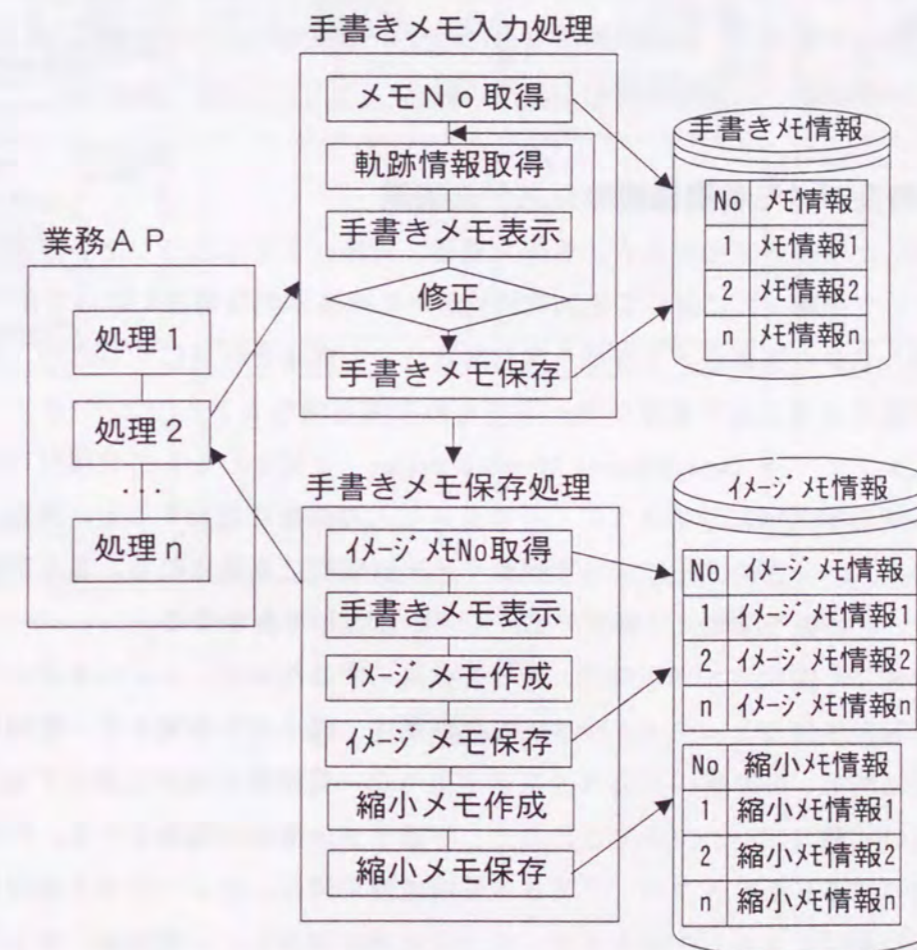 手書きメモ入力処理
メモNo取得
軌跡情報取得
手書きメモ表示
修正
手書きメモ保存
手書きメモ情報
No メモ情報
1 メモ情報1
2 メモ情報2
n メモ情報n
業務AP
処理1
処理2
処理n
手書きメモ保存処理
イメージメモNo取得
手書きメモ表示
イメージメモ作成
イメージメモ保存
縮小メモ作成
縮小メモ保存
イメージメモ情報
No イメージメモ情報
1 イメージメモ情報1
2 イメージメモ情報2
n イメージメモ情報n
No 縮小メモ情報
1 縮小メモ情報1
2 縮小メモ情報2
n 縮小メモ情報n